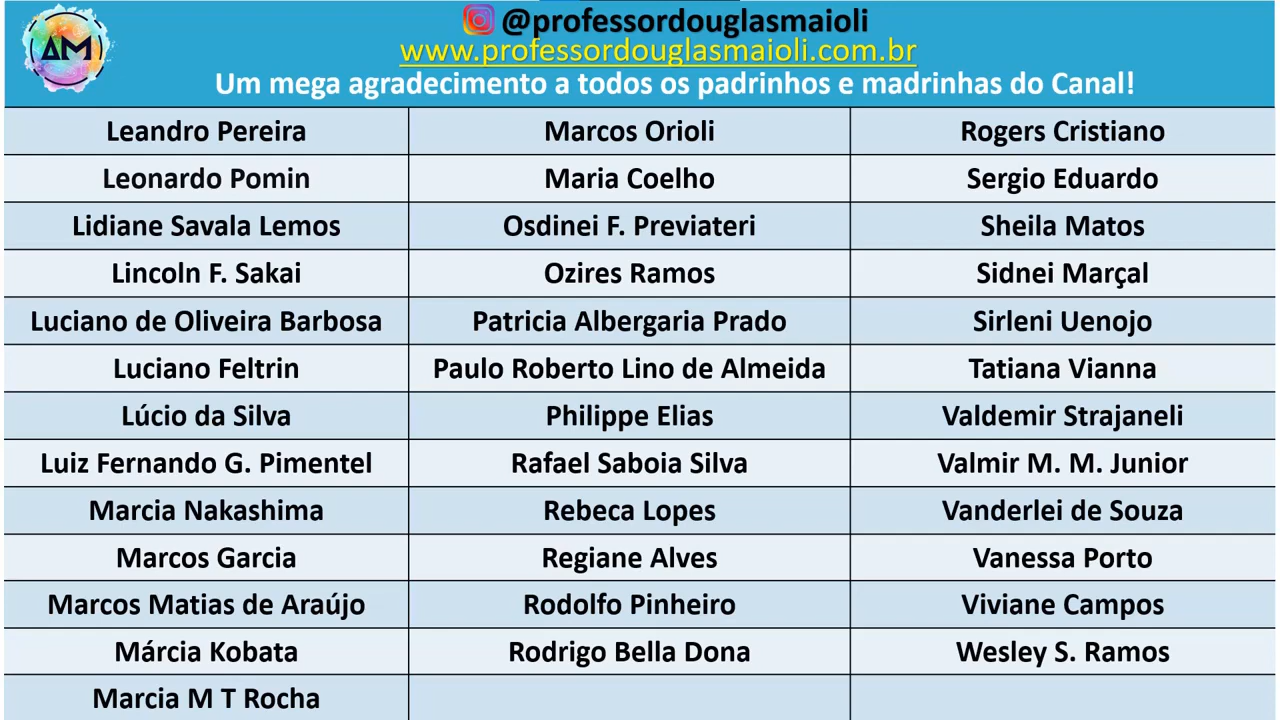 AM
@professordouglasmaioli
www.professordouglasmaioli.com.br
Um mega agradecimento a todos os padrinhos e madrinhas do Canal!
Leandro Pereira Marcos Orioli Rogers Cristiano
Leonardo Pomin Maria Coelho Sergio Eduardo
Lidiane Savala Lemos Osdinei F. Previateri Sheila Matos
Lincoln F. Sakai Ozires Ramos Sidnei Marçal
Luciano de Oliveira Barbosa Patricia Albergaria Prado Sirleni Uenojo
Luciano Feltrin Paulo Roberto Lino de Almeida Tatiana Vianna
Lúcio da Silva Philippe Elias Valdemir Strajaneli
Luiz Fernando G. Pimentel Rafael Saboia Silva Valmir M. M. Junior
Marcia Nakashima Rebeca Lopes Vanderlei de Souza
Marcos Garcia Regiane Alves Vanessa Porto
Marcos Matias de Araújo Rodolfo Pinheiro Viviane Campos
Márcia Kobata Rodrigo Bella Dona Wesley S. Ramos
Marcia M T Rocha